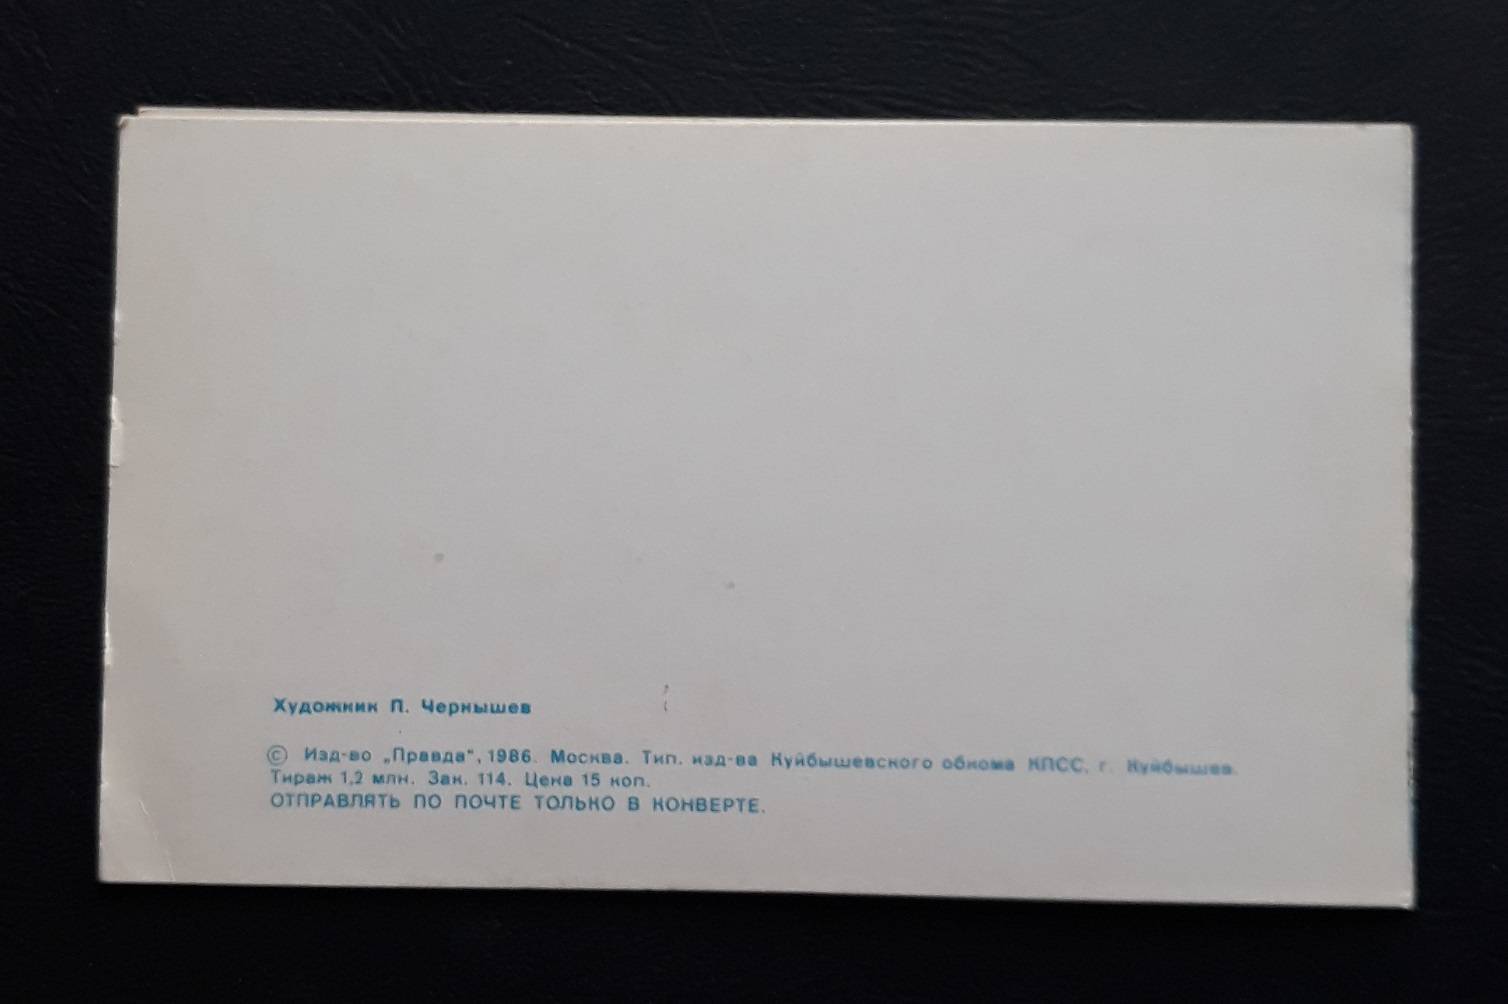 Художник П. Чернышев
© Изд-во „Правда“, 1986. Москва. Тип. изд-ва Куйбышевского обкома КПСС, г. Куйбышев.
Тираж 1,2 млн. Зак. 114. Цена 15 коп.
ОТПРАВЛЯТЬ ПО ПОЧТЕ ТОЛЬКО В КОНВЕРТЕ.